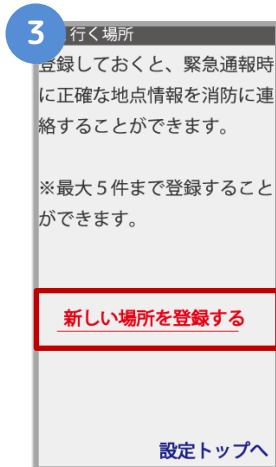 3
行く場所
登録しておくと、緊急通報時
に正確な地点情報を消防に連
絡することができます。
※最大5件まで登録すること
ができます。
新しい場所を登録する
設定トップへ